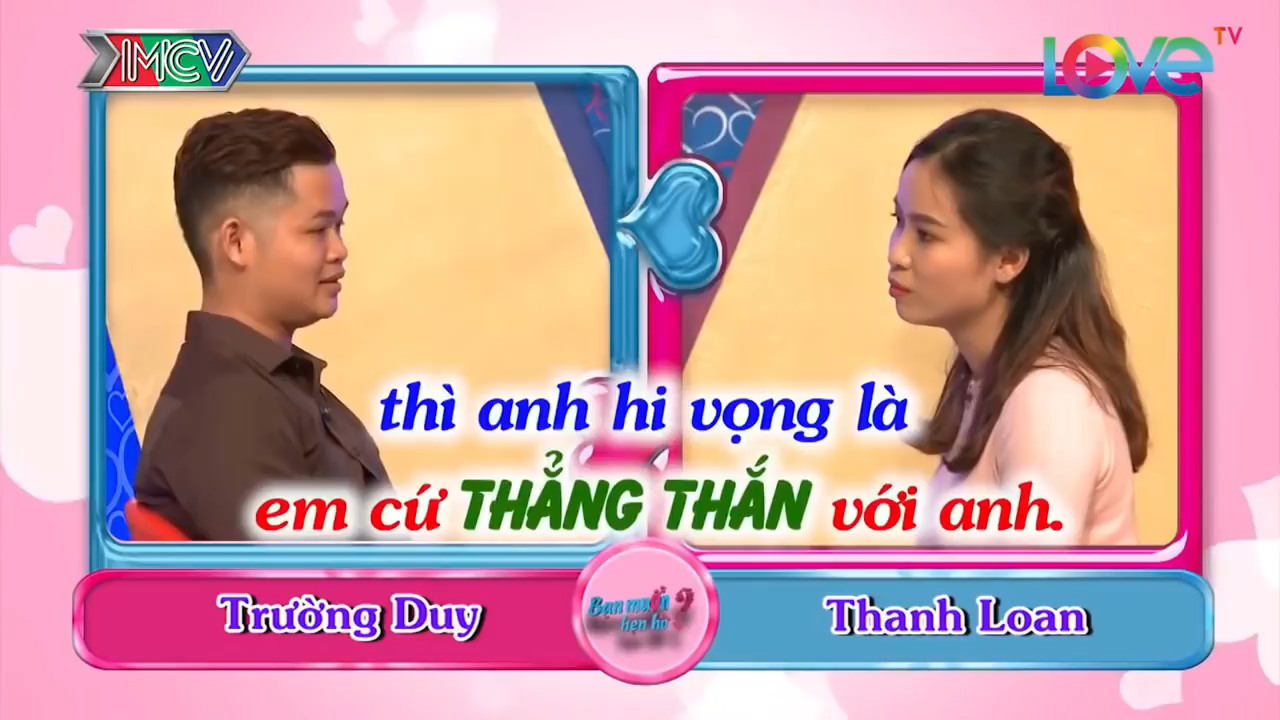 MCV
LOVE TV
thì anh hi vọng là
em cứ THẲNG THẮN với anh.
Trường Duy
Bạn muốn
hẹn hò ?
Thanh Loan